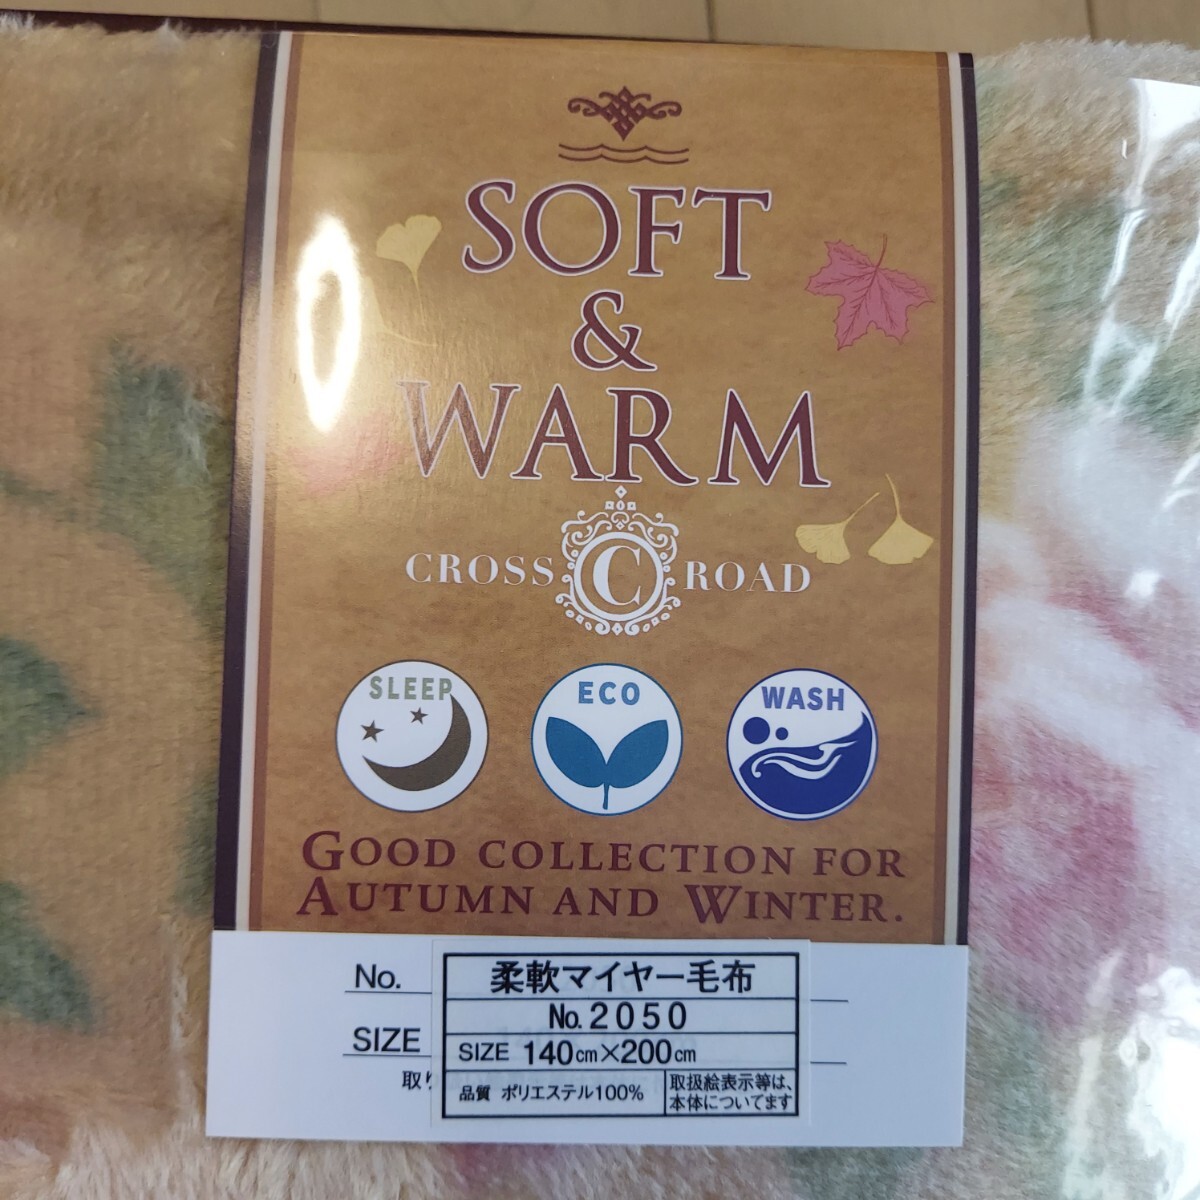 SOFT
&
WARM
CROSS C ROAD
SLEEP ECO WASH
GOOD COLLECTION FOR
AUTUMN AND WINTER.
No.
SIZE
取り
柔軟マイヤー毛布
No.2050
SIZE 140cm×200cm
品質 ポリエステル100%
取扱絵表示等は、
本体についてます